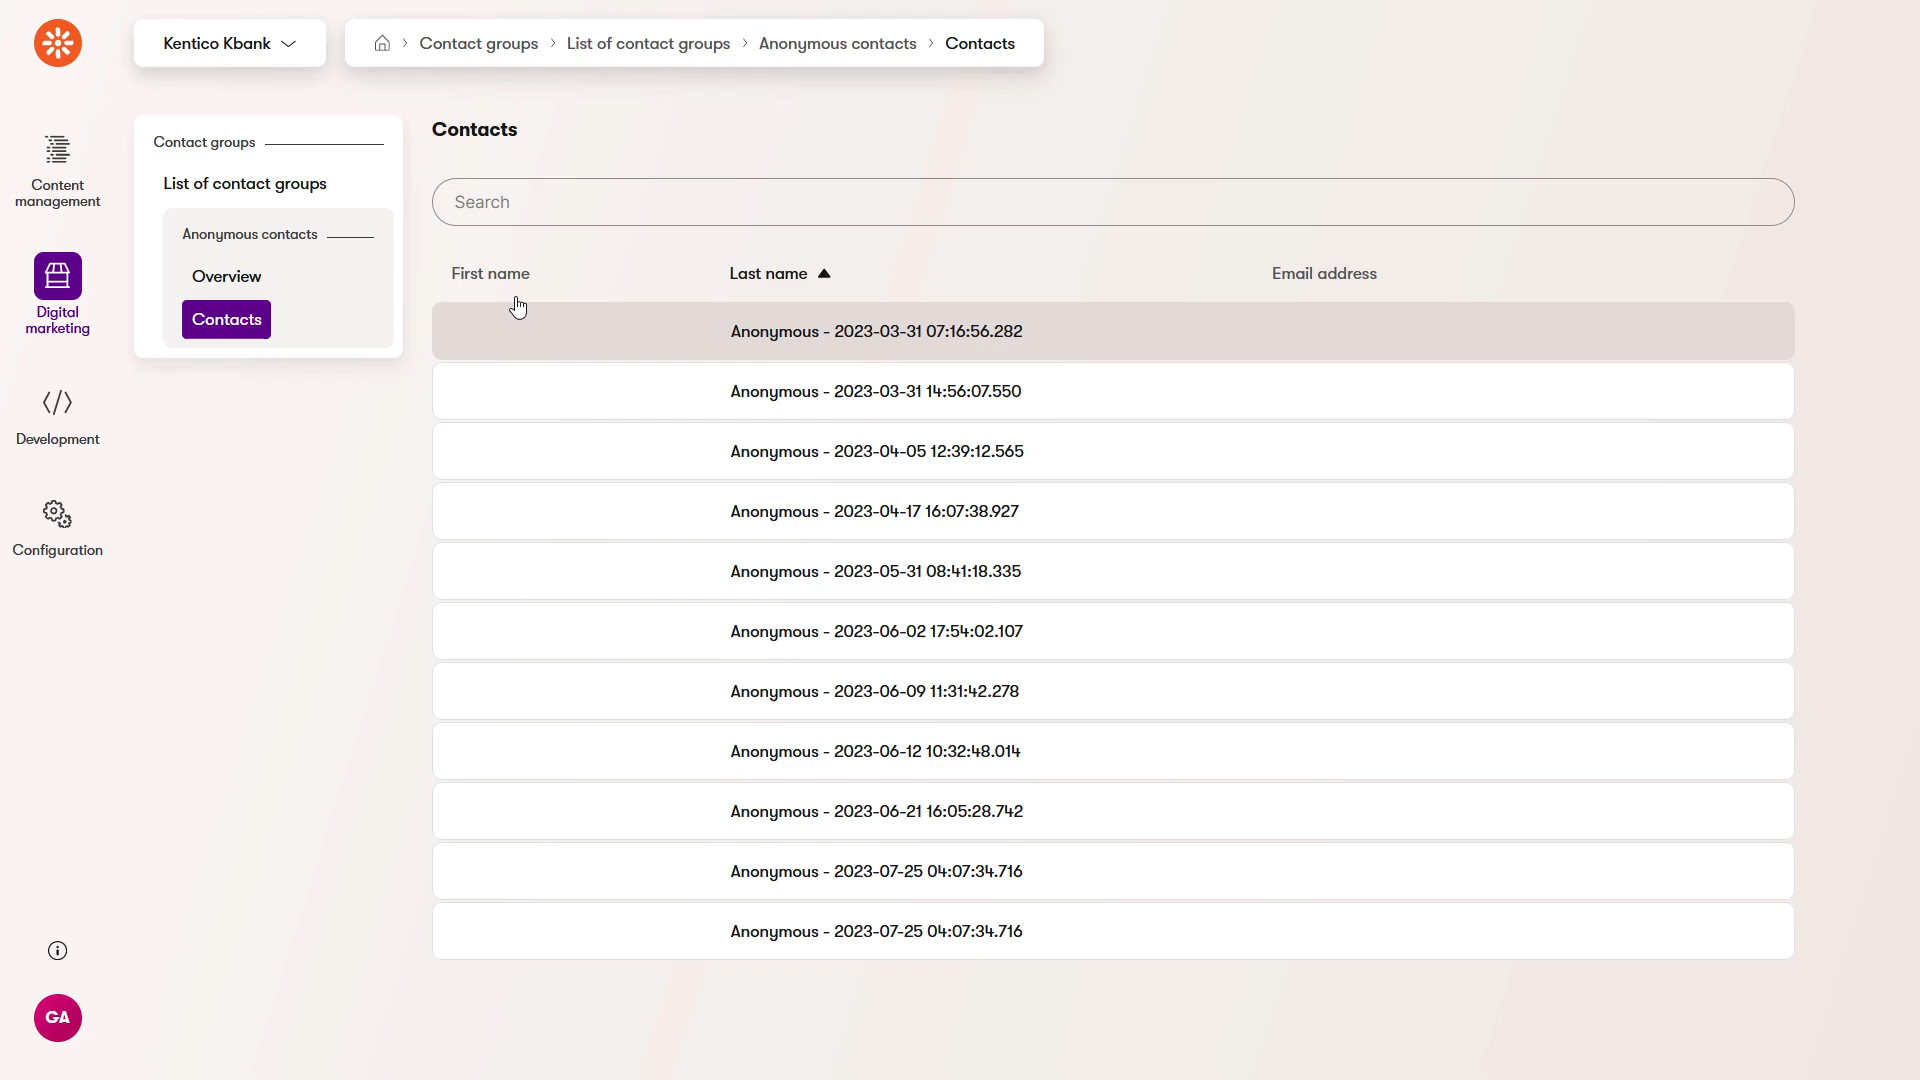 Kentico Kbank
Contact groups
List of contact groups
Anonymous contacts
Contacts
Content
management
Digital
marketing
Development
Configuration
GA
Contact groups
List of contact groups
Anonymous contacts
Overview
Contacts
Contacts
Search
First name
Last name
Email address
Anonymous - 2023-03-31 07:16:56.282
Anonymous - 2023-03-31 14:56:07.550
Anonymous - 2023-04-05 12:39:12.565
Anonymous - 2023-04-17 16:07:38.927
Anonymous - 2023-05-31 08:41:18.335
Anonymous - 2023-06-02 17:54:02.107
Anonymous - 2023-06-09 11:31:42.278
Anonymous - 2023-06-12 10:32:48.014
Anonymous - 2023-06-21 16:05:28.742
Anonymous - 2023-07-25 04:07:34.716
Anonymous - 2023-07-25 04:07:34.716